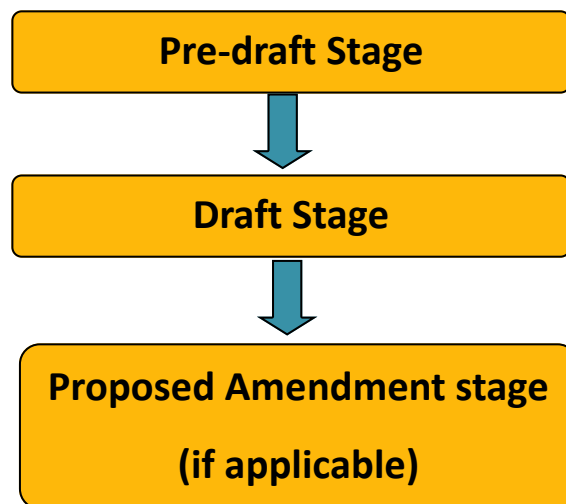 Pre-draft Stage
Draft Stage
Proposed Amendment stage
(if applicable)